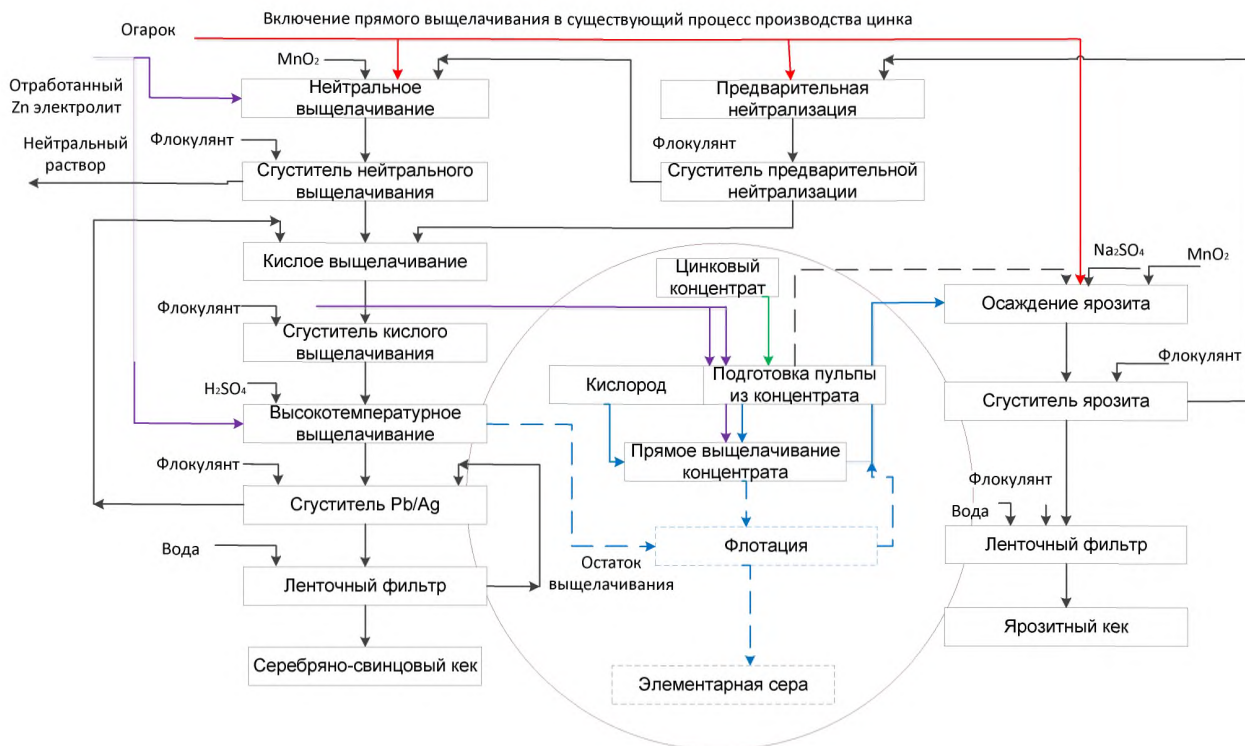 Включение прямого выщелачивания в существующий процесс производства цинка
Огарок
MnO₂
Отработанный
Zn электролит
Нейтральное
выщелачивание
Предварительная
нейтрализация
Нейтральный
раствор
Флокулянт
Флокулянт
Сгуститель нейтрального
выщелачивания
Сгуститель предварительной
нейтрализации
Кислое выщелачивание
Цинковый
концентрат
Na₂SO₄
MnO₂
Осаждение ярозита
Флокулянт
Сгуститель кислого
выщелачивания
Кислород
Подготовка пульпы
из концентрата
Флокулянт
Сгуститель ярозита
H₂SO₄
Высокотемпературное
выщелачивание
Прямое выщелачивание
концентрата
Флокулянт
Сгуститель Pb/Ag
Флокулянт
Вода
Флотация
Ленточный фильтр
Вода
Остаток
выщелачивания
Ленточный фильтр
Ярозитный кек
Серебряно-свинцовый кек
Элементарная сера